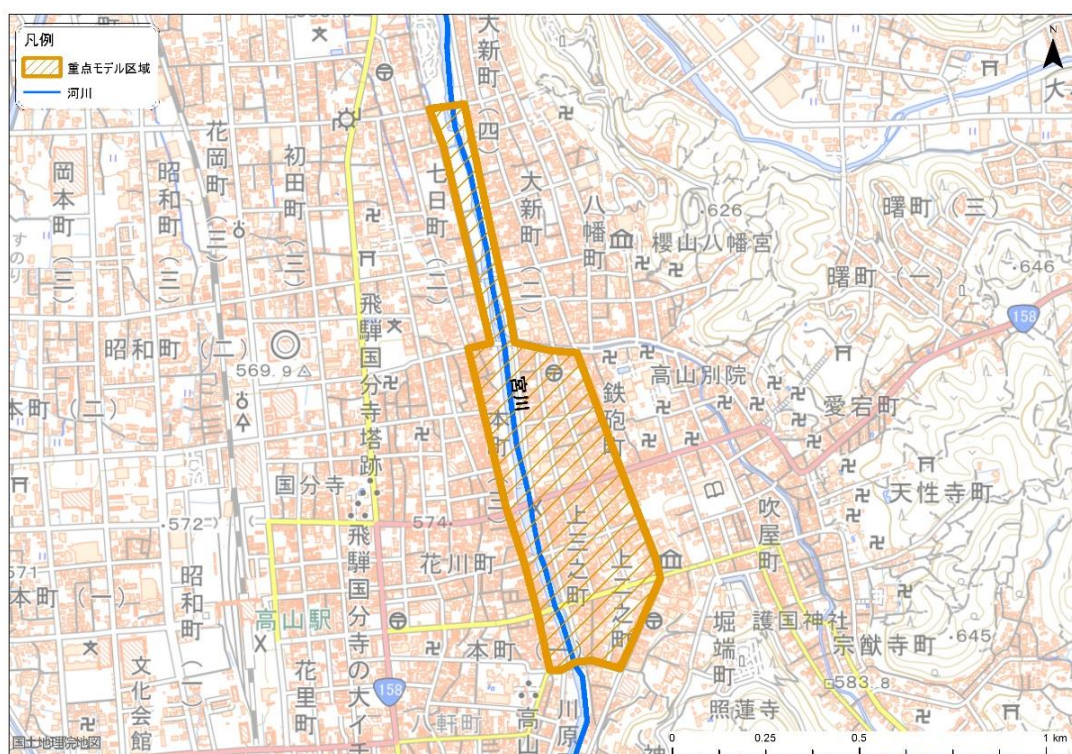 凡例
重点モデル区域
河川
N
大新町(四)
花岡町(三)
初田町(三)
岡本町(三)
昭和町(三)
七日町(二)
大新町(二)
八幡町
626
櫻山八幡宮
曙町(三)
曙町(一)
646
158
飛騨国分寺塔跡
昭和町(二)
569.9
宮川
本町(三)
鉄砲町
高山別院
愛宕町
本町(二)
国分寺
572
574
天性寺町
吹屋町
571
飛騨国分寺の大イチ
花川町
上三之町
上一之町
本町(一)
昭和町(一)
高山駅
本町
堀端町
護国神社
宗猷寺町
645
583.8
文化会館
花里町
158
八軒町
高山
川原
神
照蓮寺
国土地理院地図
0 0.25 0.5 1 km